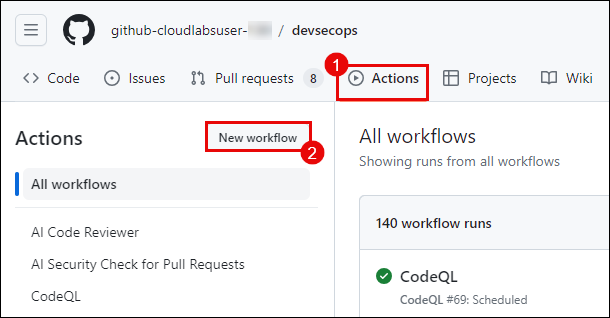 github-cloudlabsuser- / devsecops
Code Issues Pull requests 8 1 Actions Projects Wiki
Actions
New workflow
2
All workflows
AI Code Reviewer
AI Security Check for Pull Requests
CodeQL
All workflows
Showing runs from all workflows
140 workflow runs
CodeQL
CodeQL #69: Scheduled